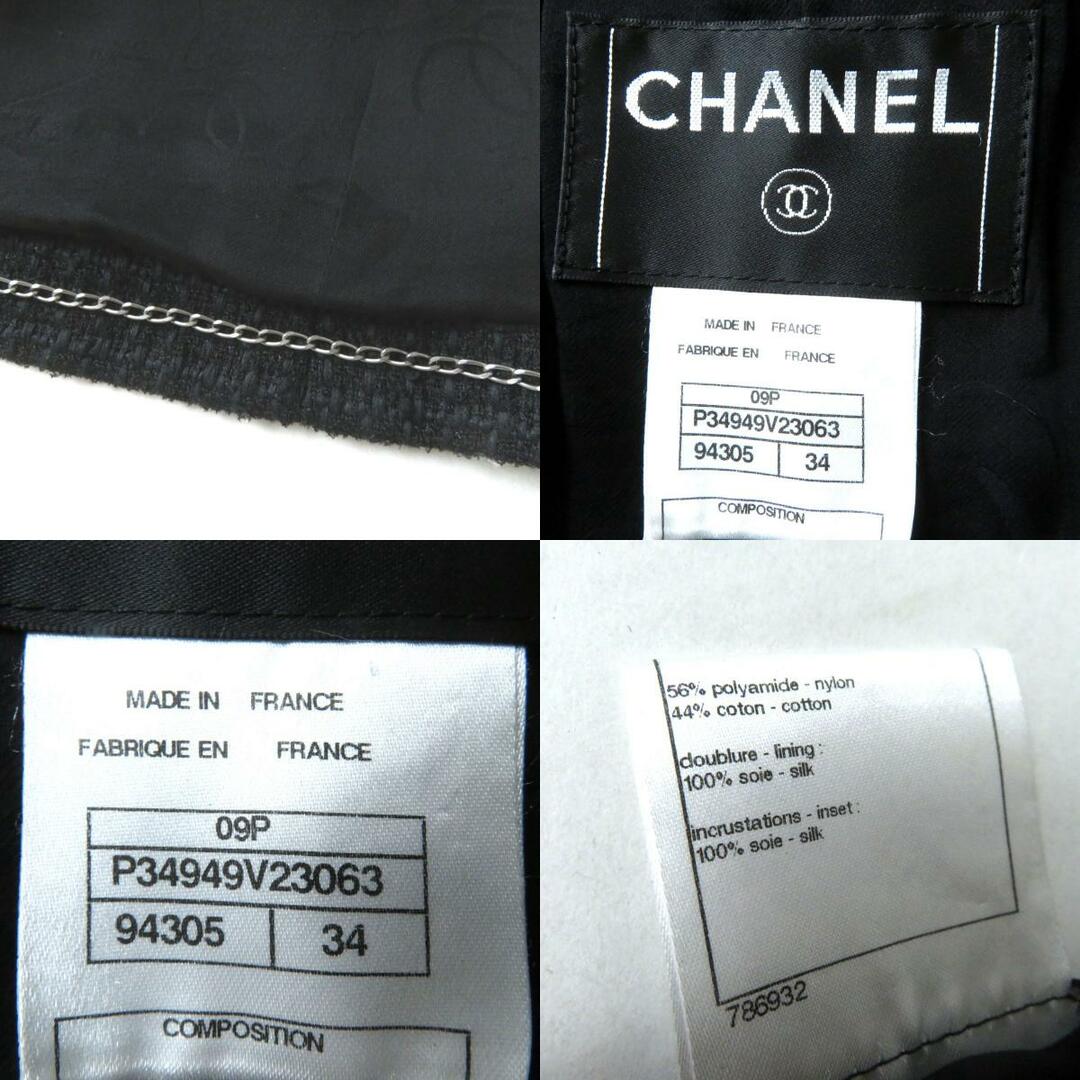 CHANEL
MADE IN FRANCE
FABRIQUE EN FRANCE
09P
P34949V23063
94305 34
COMPOSITION
MADE IN FRANCE
FABRIQUE EN FRANCE
09P
P34949V23063
94305 34
COMPOSITION
56% polyamide - nylon
44% coton - cotton
doublure - lining :
100% soie - silk
incrustations - inset :
100% soie - silk
786932